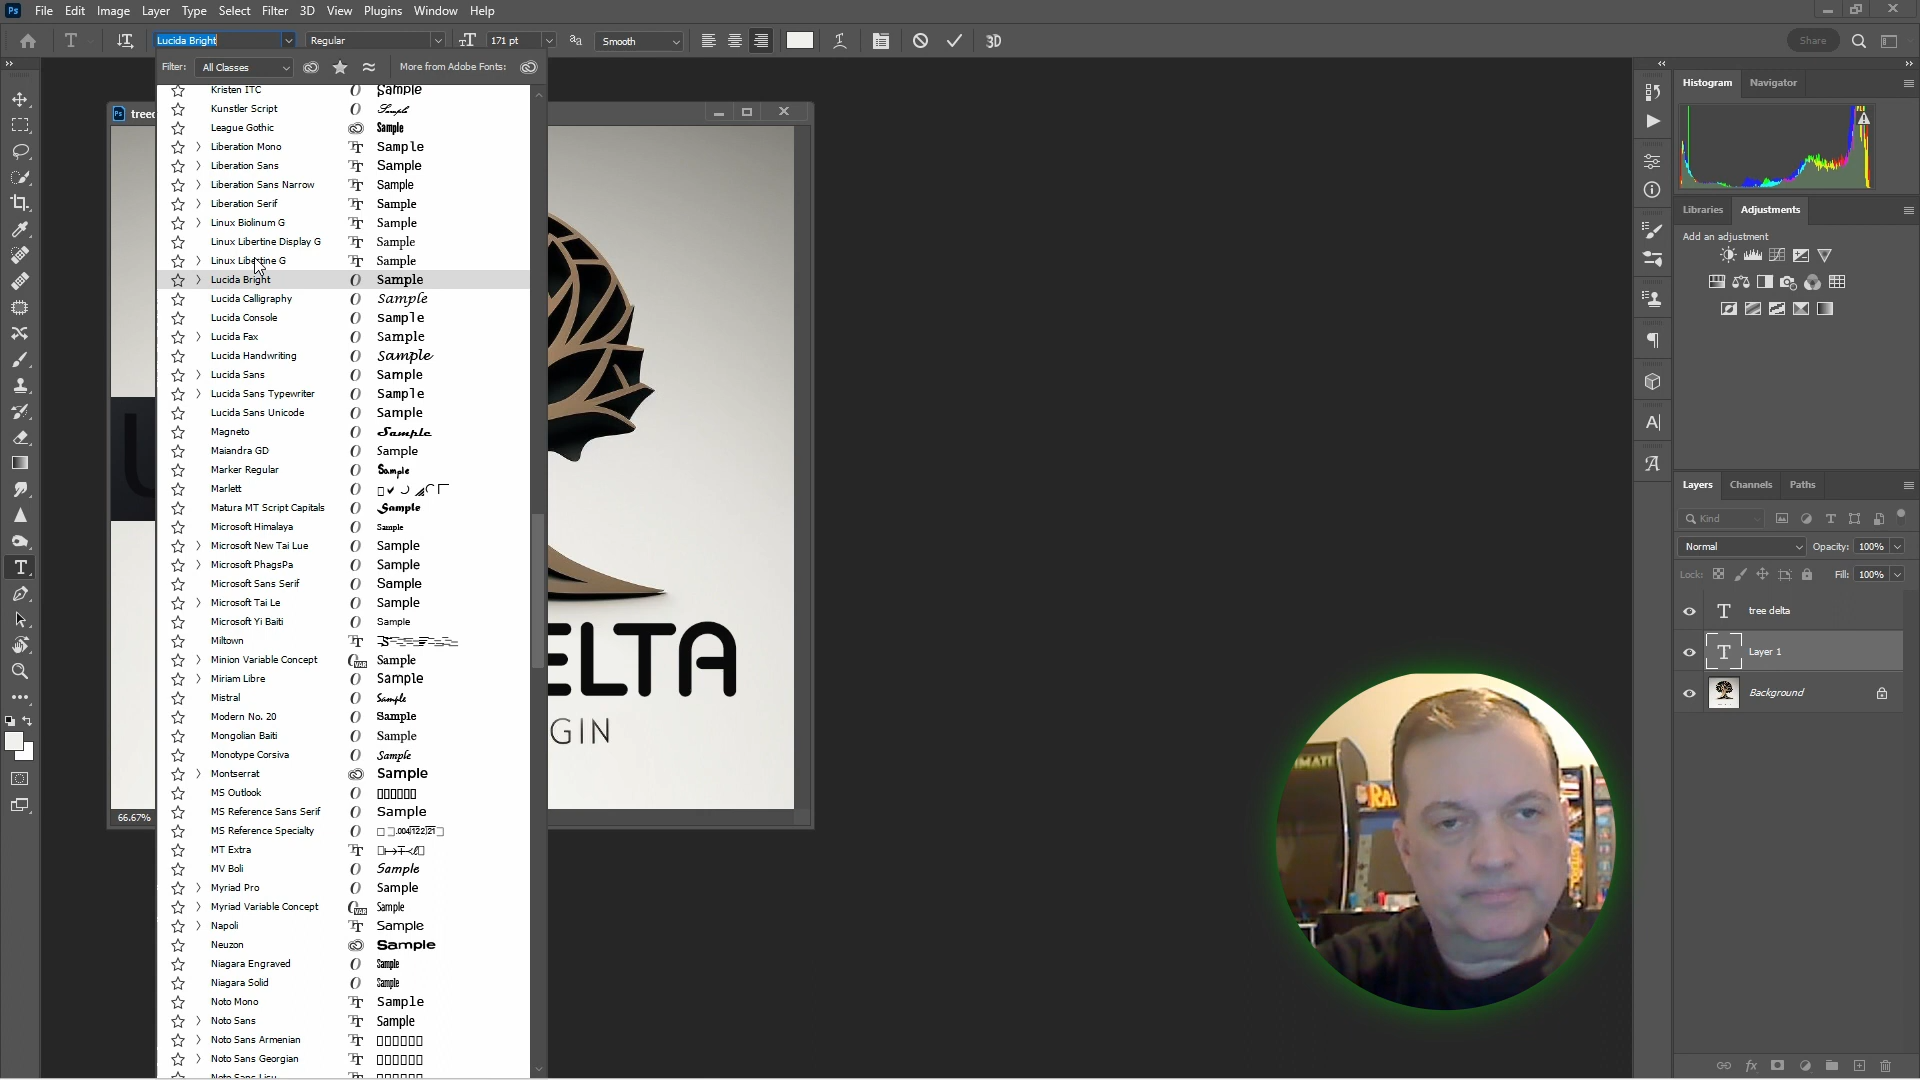 Ps File Edit Image Layer Type Select Filter 3D View Plugins Window Help
Lucida Bright Regular 171 pt Smooth 3D Share
Filter: All Classes More from Adobe Fonts:
Kristen ITC Sample
Kunstler Script Sample
League Gothic Sample
Liberation Mono Sample
Liberation Sans Sample
Liberation Sans Narrow Sample
Liberation Serif Sample
Linux Biolinum G Sample
Linux Libertine Display G Sample
Linux Libertine G Sample
Lucida Bright Sample
Lucida Calligraphy Sample
Lucida Console Sample
Lucida Fax Sample
Lucida Handwriting Sample
Lucida Sans Sample
Lucida Sans Typewriter Sample
Lucida Sans Unicode Sample
Magneto Sample
Maiandra GD Sample
Marker Regular Sample
Marlett
Matura MT Script Capitals Sample
Microsoft Himalaya Sample
Microsoft New Tai Lue Sample
Microsoft PhagsPa Sample
Microsoft Sans Serif Sample
Microsoft Tai Le Sample
Microsoft Yi Baiti Sample
Miltown
Minion Variable Concept Sample
Miriam Libre Sample
Mistral Sample
Modern No. 20 Sample
Mongolian Baiti Sample
Monotype Corsiva Sample
Montserrat Sample
MS Outlook
MS Reference Sans Serif Sample
MS Reference Specialty
MT Extra
MV Boli Sample
Myriad Pro Sample
Myriad Variable Concept Sample
Napoli Sample
Neuzon Sample
Niagara Engraved Sample
Niagara Solid Sample
Noto Mono Sample
Noto Sans Sample
Noto Sans Armenian
Noto Sans Georgian
Noto Sans Lisu
Ps treed
U
ELTA
GIN
66.67%
Histogram Navigator
Libraries Adjustments
Add an adjustment
Layers Channels Paths
Kind
Normal Opacity: 100%
Lock: Fill: 100%
T tree delta
T Layer 1
Background
fx